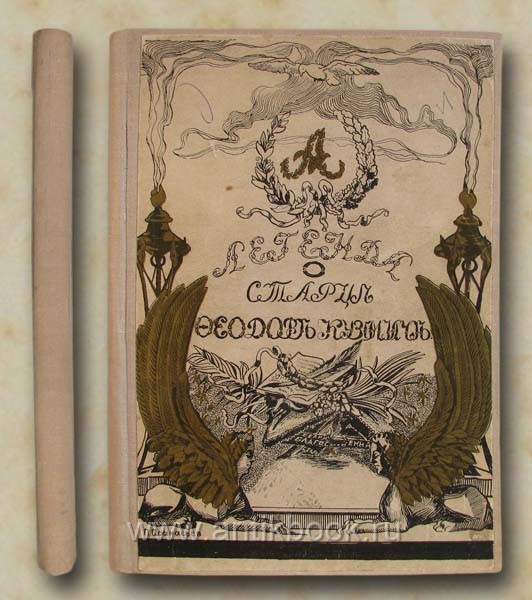 А
ЛЕГЕНДА
О
СТАРЦѢ
ѲЕОДОРѢ КУЗМИЧѢ
www.antikbook.ru